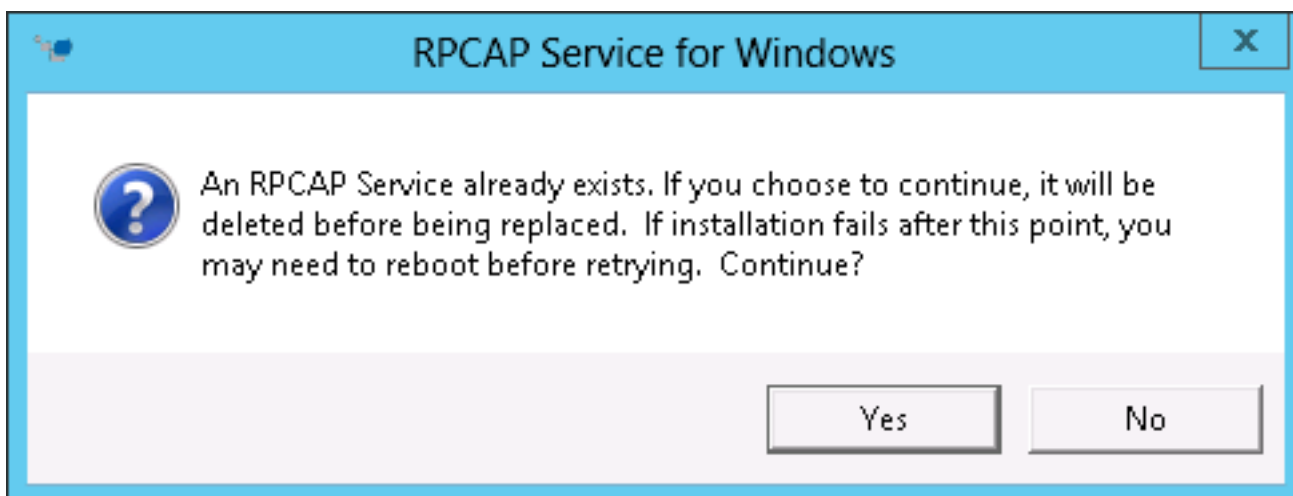 RPCAP Service for Windows
x
An RPCAP Service already exists. If you choose to continue, it will be
deleted before being replaced.  If installation fails after this point, you
may need to reboot before retrying.  Continue?
Yes
No